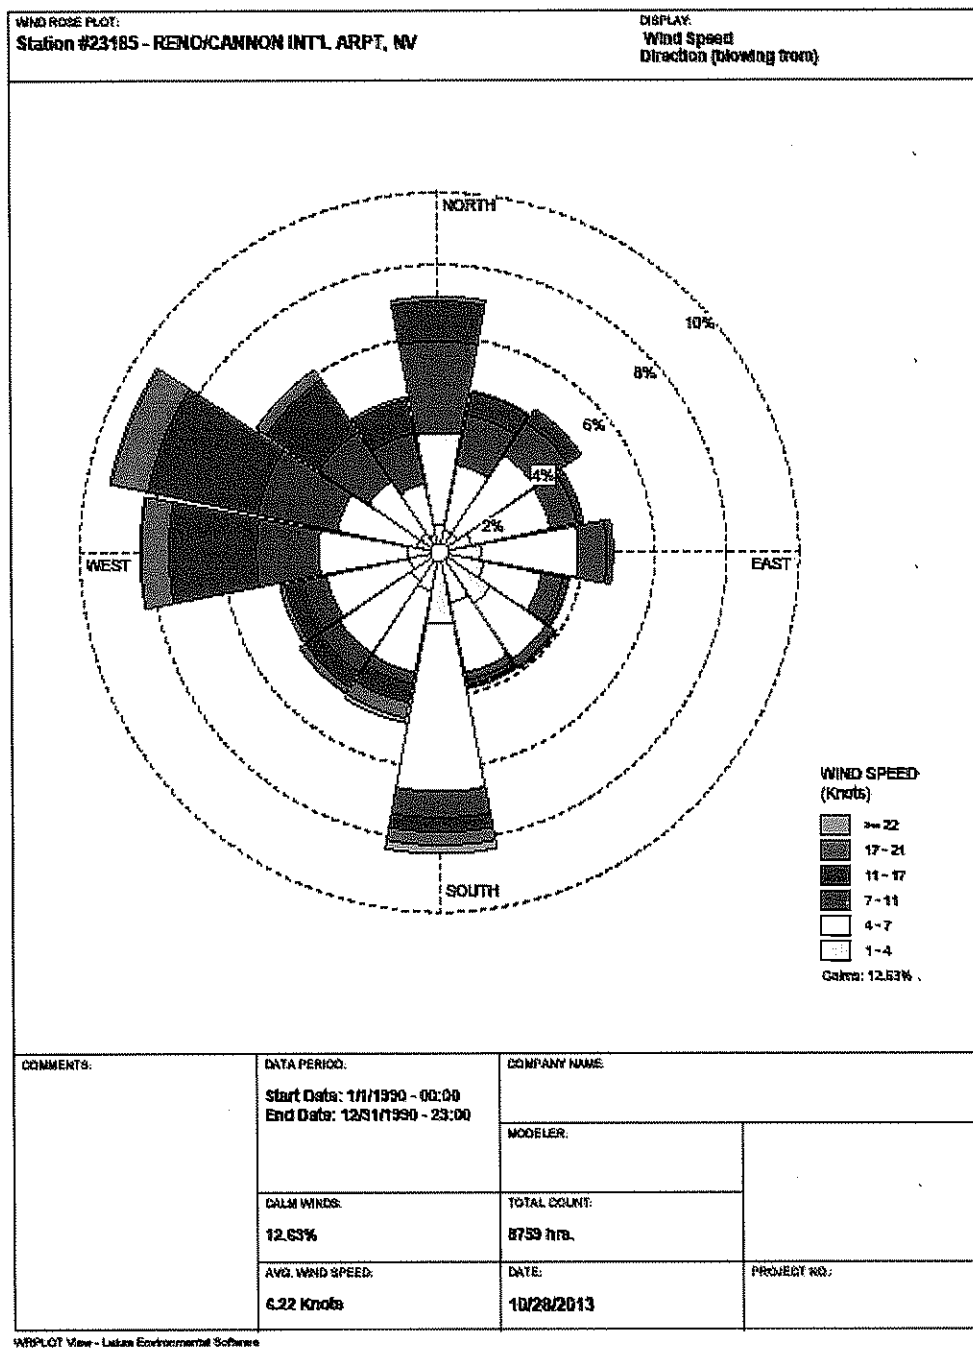 WIND ROSE PLOT:
Station #23185 - RENO/CANNON INT'L ARPT, NV
DISPLAY:
Wind Speed
Direction (blowing from)
NORTH
10%
8%
6%
4%
2%
WEST
EAST
SOUTH
WIND SPEED
(Knots)
>= 22
17 - 21
11 - 17
7 - 11
4 - 7
1 - 4
Calms: 12.63%
COMMENTS:
DATA PERIOD:
Start Date: 1/1/1990 - 00:00
End Date: 12/31/1990 - 23:00
COMPANY NAME:
MODELER:
CALM WINDS:
12.63%
TOTAL COUNT:
8759 hrs.
AVG. WIND SPEED:
6.22 Knots
DATE:
10/28/2013
PROJECT NO.:
WRPLOT View - Lakes Environmental Software